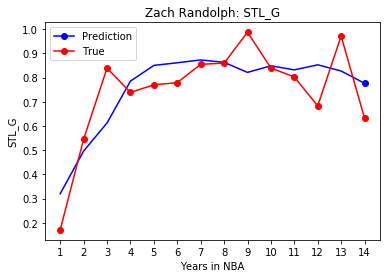 Zach Randolph: STL_G
Prediction
True
1.0
0.9
0.8
0.7
0.6
0.5
0.4
0.3
0.2
STL_G
1 2 3 4 5 6 7 8 9 10 11 12 13 14
Years in NBA